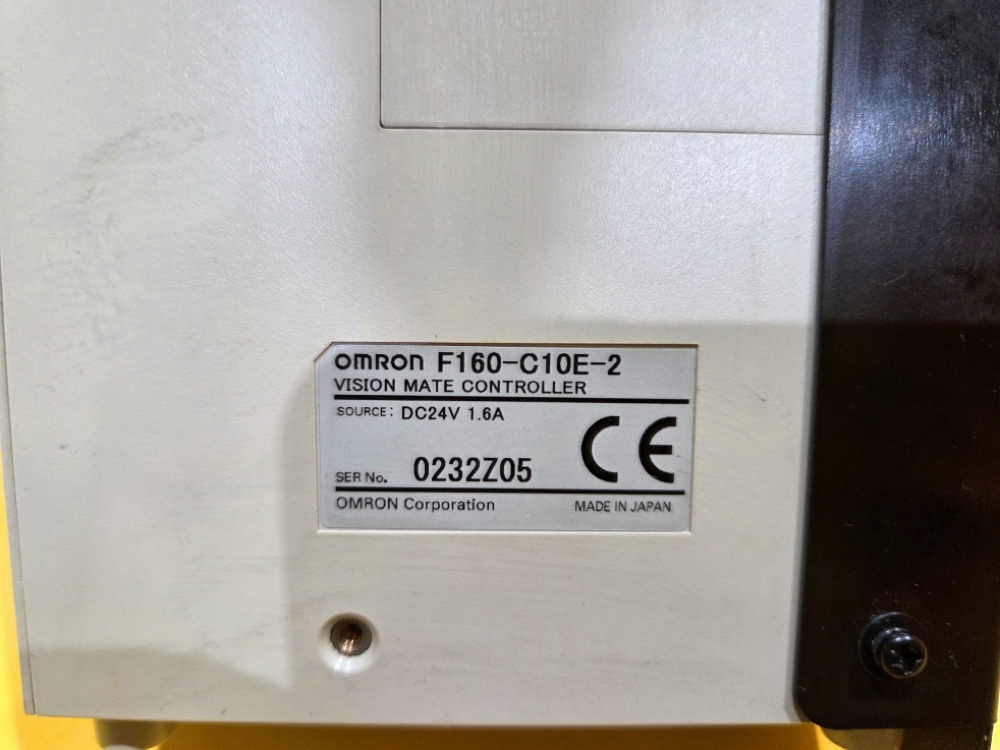 omron F160-C10E-2
VISION MATE CONTROLLER
SOURCE: DC24V 1.6A
CE
SER No. 0232Z05
OMRON Corporation MADE IN JAPAN